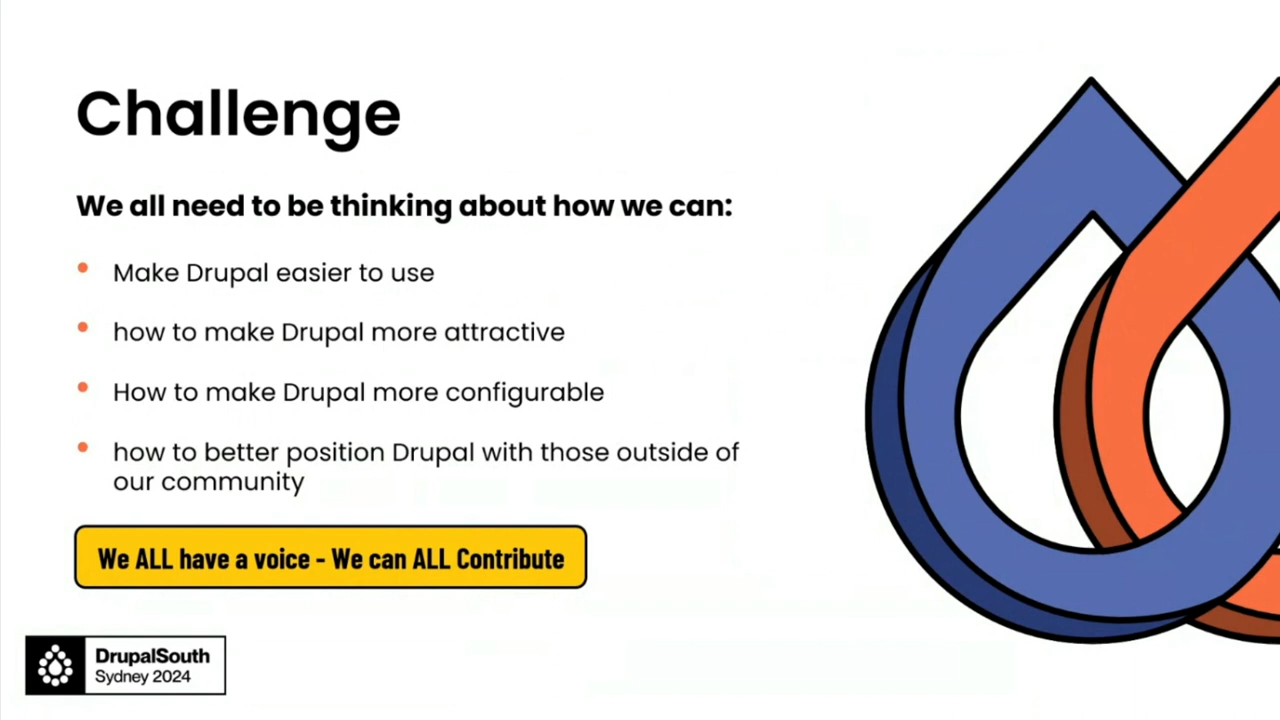 Challenge
We all need to be thinking about how we can:
Make Drupal easier to use
how to make Drupal more attractive
How to make Drupal more configurable
how to better position Drupal with those outside of
our community
We ALL have a voice - We can ALL Contribute
DrupalSouth
Sydney 2024